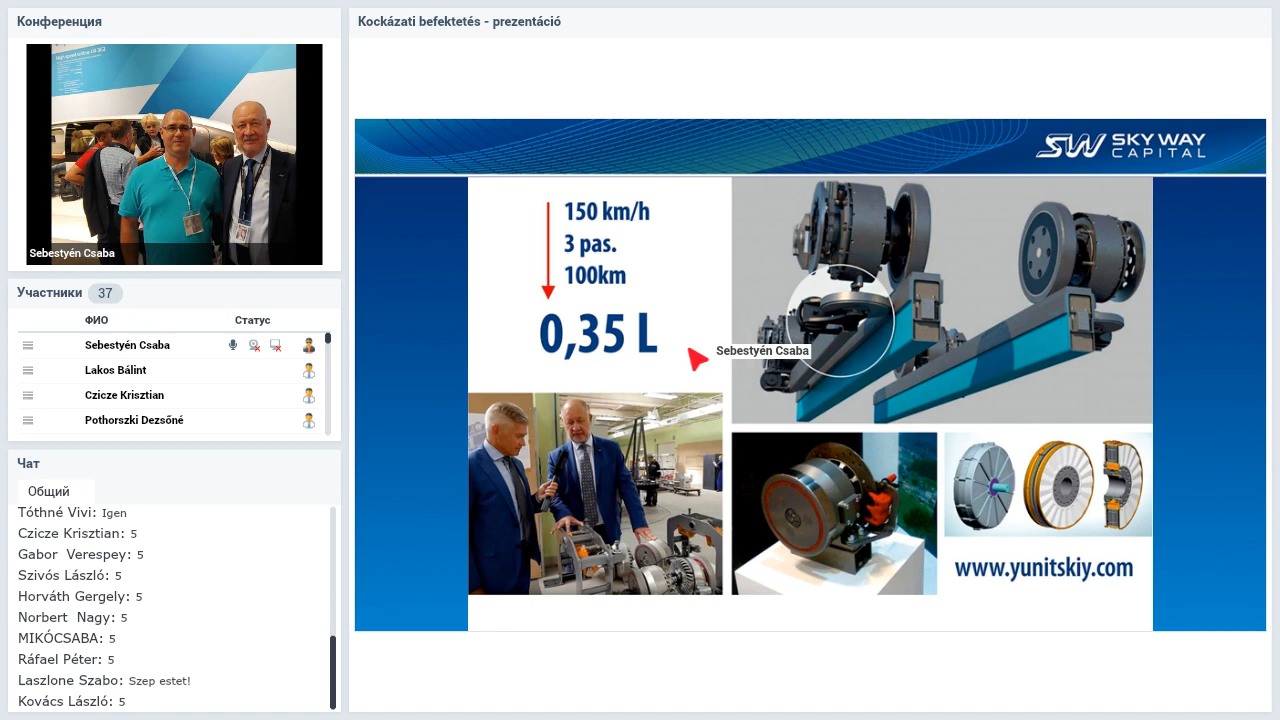 Конференция
Sebestyén Csaba
Участники 37
ФИО Статус
Sebestyén Csaba
Lakos Bálint
Czicze Krisztian
Pothorszki Dezsőné
Чат
Общий
Tóthné Vivi: Igen
Czicze Krisztian: 5
Gabor Verespey: 5
Szivós László: 5
Horváth Gergely: 5
Norbert Nagy: 5
MIKÓCSABA: 5
Ráfael Péter: 5
Laszlone Szabo: Szep estet!
Kovács László: 5
Kockázati befektetés - prezentáció
SW SKY WAY
CAPITAL
150 km/h
3 pas.
100km
0,35 L
Sebestyén Csaba
www.yunitskiy.com